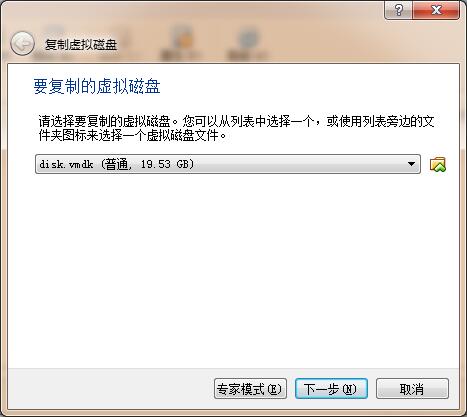 复制虚拟磁盘
要复制的虚拟磁盘
请选择要复制的虚拟磁盘。您可以从列表中选择一个，或使用列表旁边的文
件夹图标来选择一个虚拟磁盘文件。
disk.vmdk (普通, 19.53 GB)
专家模式(E)
下一步(N)
取消